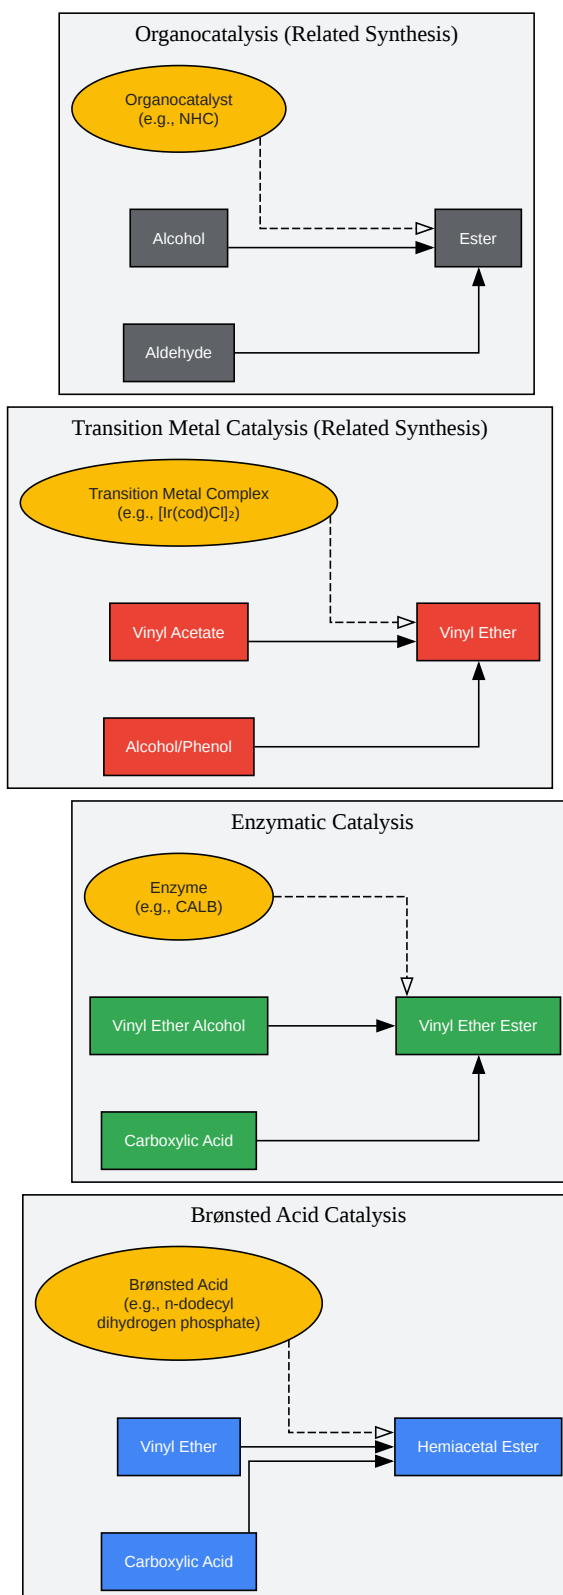 Organocatalysis (Related Synthesis)
Organocatalyst
(e.g., NHC)
Alcohol
Ester
Aldehyde
Transition Metal Catalysis (Related Synthesis)
Transition Metal Complex
(e.g., [Ir(cod)Cl]₂)
Vinyl Acetate
Vinyl Ether
Alcohol/Phenol
Enzymatic Catalysis
Enzyme
(e.g., CALB)
Vinyl Ether Alcohol
Vinyl Ether Ester
Carboxylic Acid
Brønsted Acid Catalysis
Brønsted Acid
(e.g., n-dodecyl
dihydrogen phosphate)
Vinyl Ether
Hemiacetal Ester
Carboxylic Acid